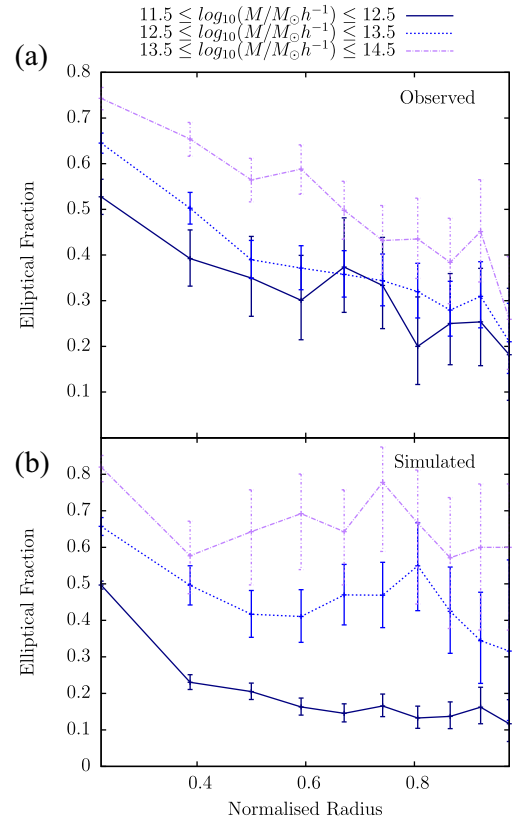 11.5 ≤ log₁₀(M/M⊙h⁻¹) ≤ 12.5
12.5 ≤ log₁₀(M/M⊙h⁻¹) ≤ 13.5
13.5 ≤ log₁₀(M/M⊙h⁻¹) ≤ 14.5
(a)
Observed
0.8
0.7
0.6
0.5
0.4
0.3
0.2
0.1
Elliptical Fraction
(b)
Simulated
0.8
0.7
0.6
0.5
0.4
0.3
0.2
0.1
0
Elliptical Fraction
0.4 0.6 0.8
Normalised Radius